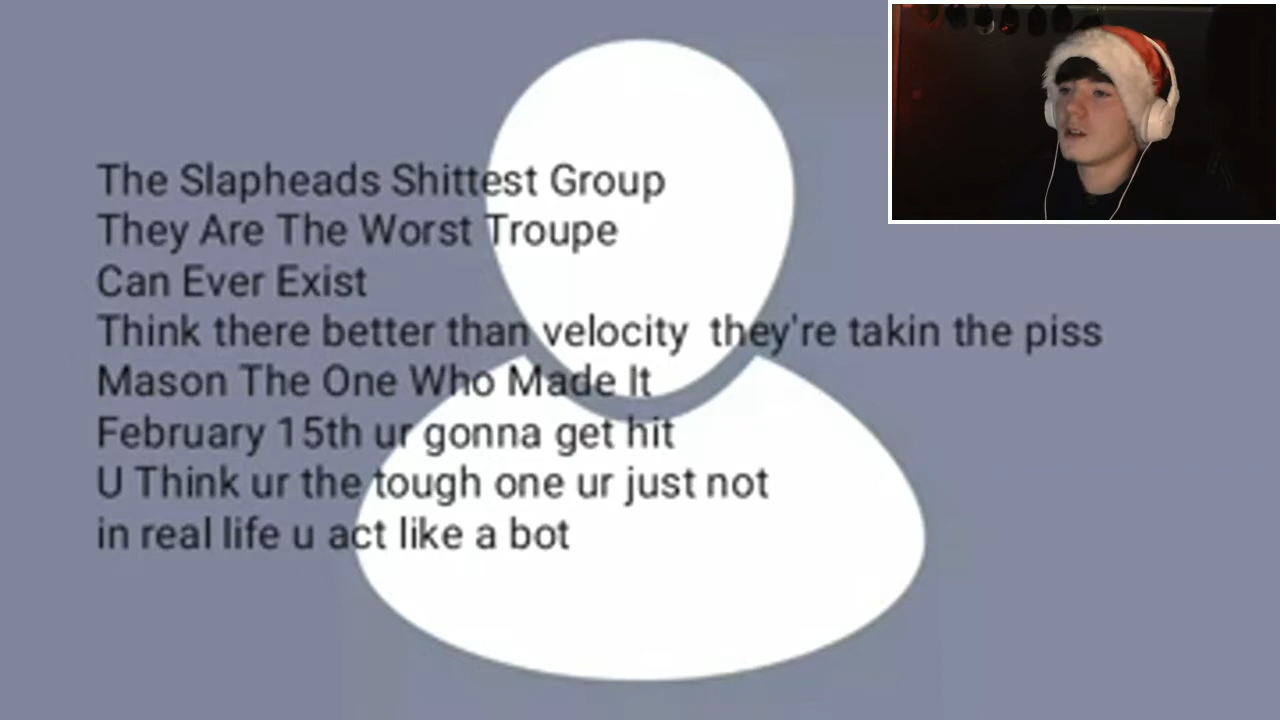 The Slapheads Shittest Group
They Are The Worst Troupe
Can Ever Exist
Think there better than velocity  they're takin the piss
Mason The One Who Made It
February 15th ur gonna get hit
U Think ur the tough one ur just not
in real life u act like a bot